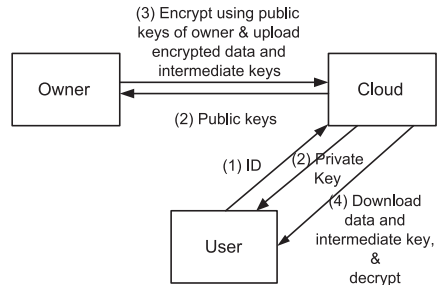 (3) Encrypt using public
keys of owner & upload
encrypted data and
intermediate keys
Owner
Cloud
(2) Public keys
(1) ID
(2) Private
Key
(4) Download
data and
intermediate key,
&
decrypt
User